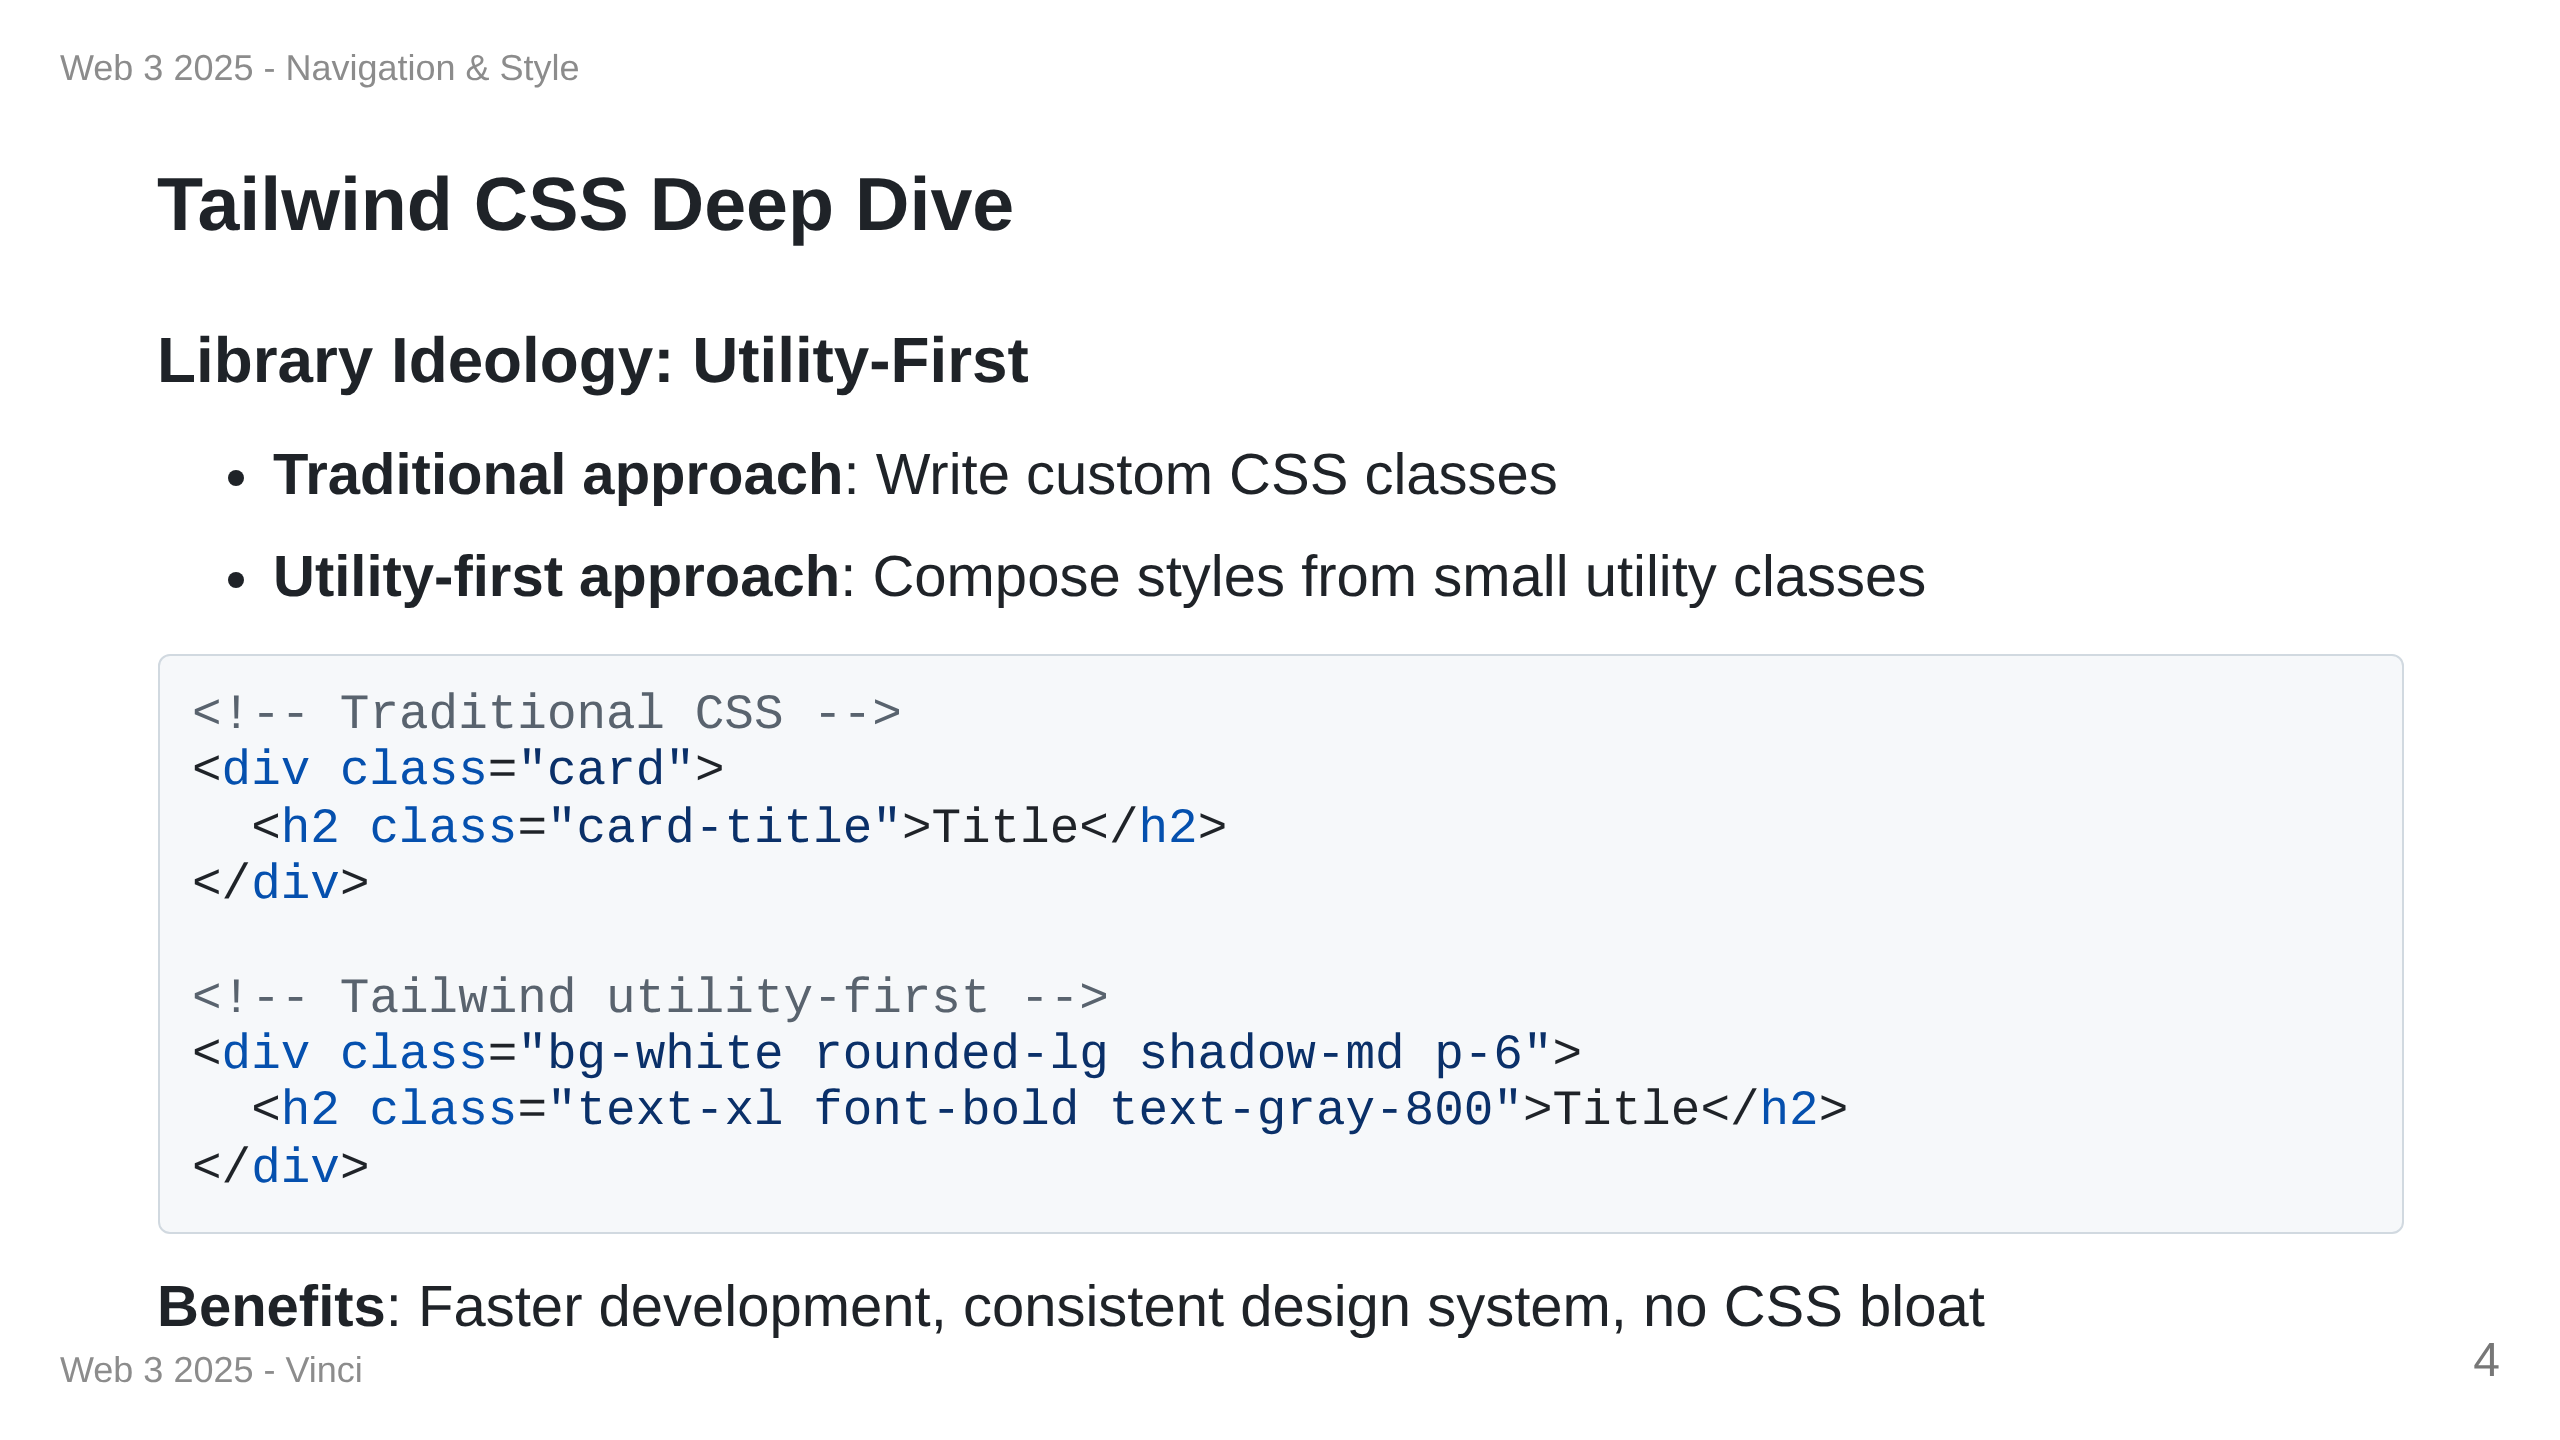 Web 3 2025 - Navigation & Style
Tailwind CSS Deep Dive
Library Ideology: Utility-First
• Traditional approach: Write custom CSS classes
• Utility-first approach: Compose styles from small utility classes
<!-- Traditional CSS -->
<div class="card">
  <h2 class="card-title">Title</h2>
</div>

<!-- Tailwind utility-first -->
<div class="bg-white rounded-lg shadow-md p-6">
  <h2 class="text-xl font-bold text-gray-800">Title</h2>
</div>
Benefits: Faster development, consistent design system, no CSS bloat
Web 3 2025 - Vinci
4